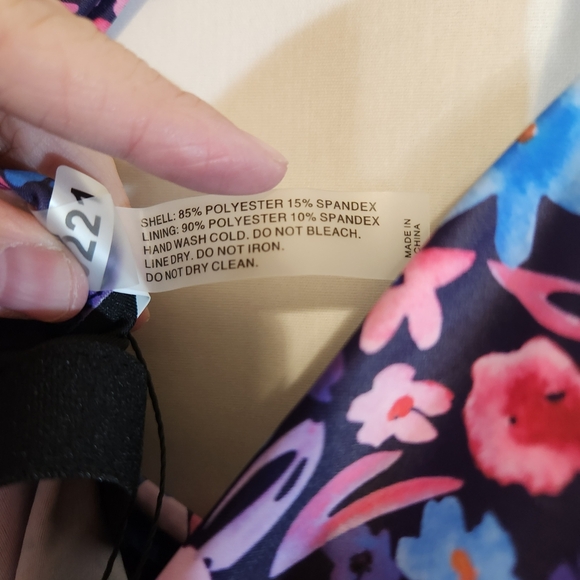 SHELL: 85% POLYESTER 15% SPANDEX
LINING: 90% POLYESTER 10% SPANDEX
HAND WASH COLD. DO NOT BLEACH.
LINE DRY. DO NOT IRON.
DO NOT DRY CLEAN.
MADE IN
CHINA
22